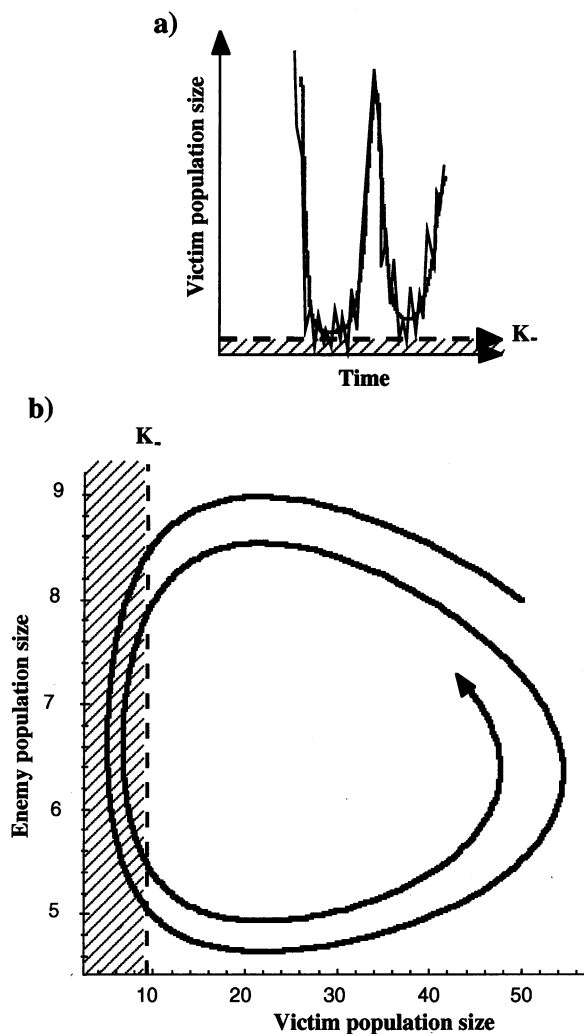 a)
Victim population size
K-
Time
b)
K-
9
8
7
6
5
Enemy population size
10 20 30 40 50
Victim population size